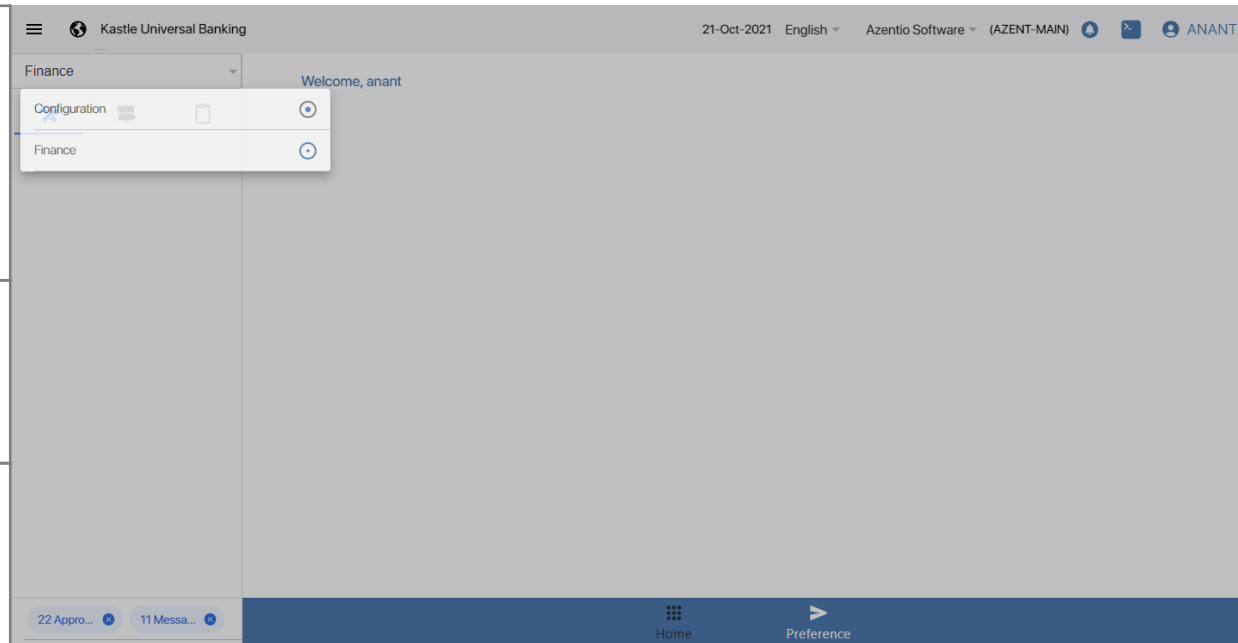 Kastle Universal Banking 21-Oct-2021 English Azentio Software (AZENT-MAIN) ANANT
Finance
Welcome, anant
Configuration
Finance
22 Appro... 11 Messa...
Home Preference